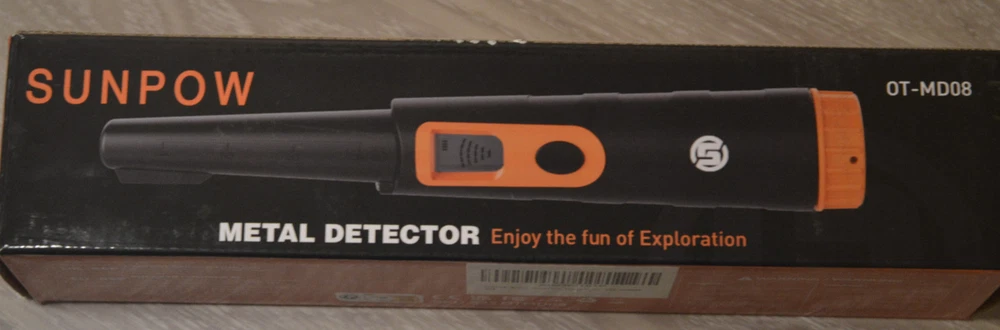 SUNPOW
OT-MD08
METAL DETECTOR Enjoy the fun of Exploration